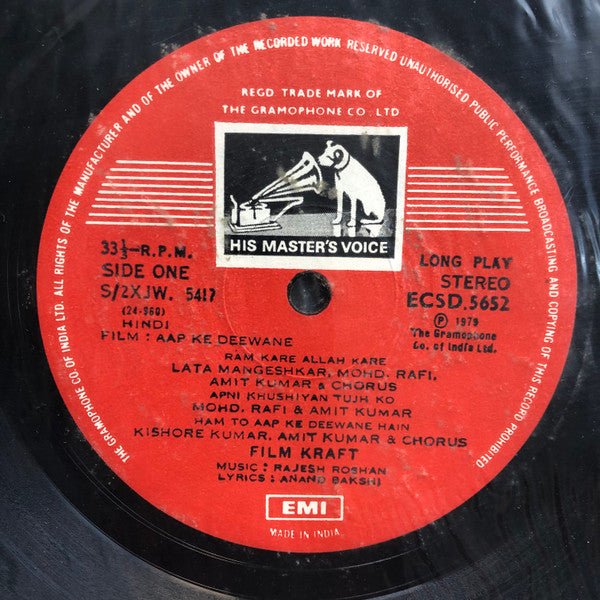 THE GRAMOPHONE CO OF INDIA LTD. ALL RIGHTS OF THE MANUFACTURER AND OF THE OWNER OF THE RECORDED WORK RESERVED UNAUTHORISED PUBLIC PERFORMANCE BROADCASTING AND COPYING OF THIS RECORD PROHIBITED
REGD TRADE MARK OF
THE GRAMOPHONE CO., LTD
HIS MASTER'S VOICE
33⅓-R.P.M.
SIDE ONE
S/2XJW. 5417
(24-960)
HINDI
FILM : AAP KE DEEWANE
LONG PLAY
STEREO
ECSD.5652
Ⓟ 1979
The Gramophone
Co. of India Ltd.
RAM KARE ALLAH KARE
LATA MANGESHKAR, MOHD. RAFI,
AMIT KUMAR & CHORUS
APNI KHUSHIYAN TUJH KO
MOHD. RAFI & AMIT KUMAR
HAM TO AAP KE DEEWANE HAIN
KISHORE KUMAR, AMIT KUMAR & CHORUS
FILM KRAFT
MUSIC : RAJESH ROSHAN
LYRICS : ANAND BAKSHI
EMI
MADE IN INDIA